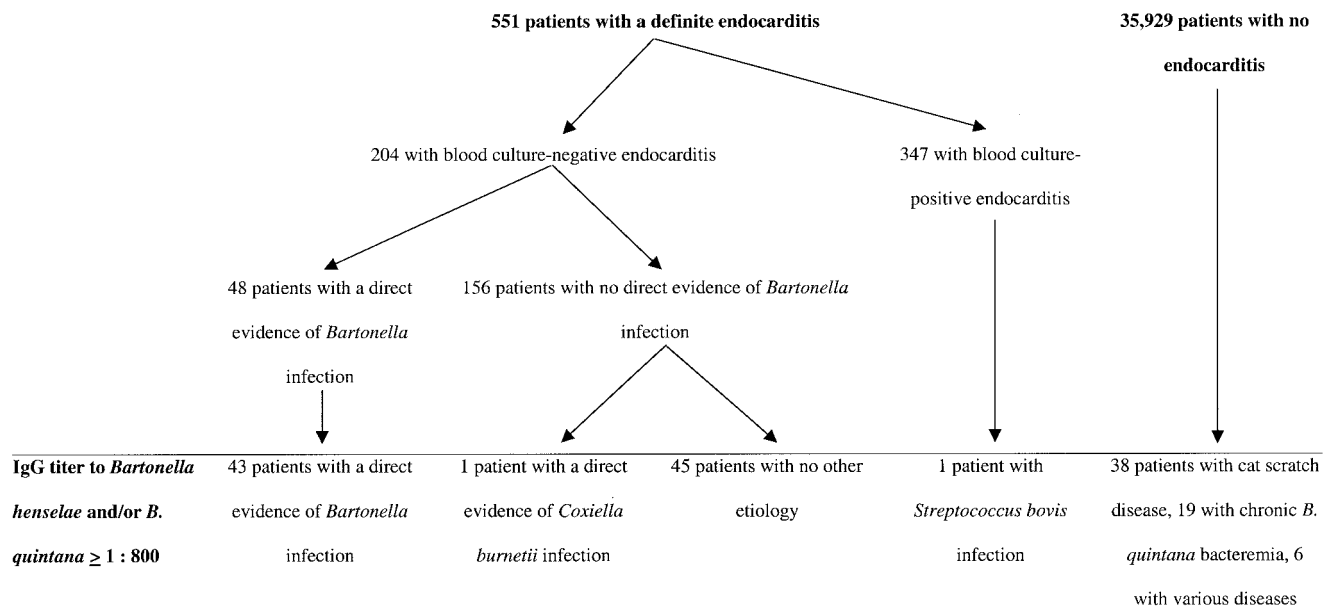 551 patients with a definite endocarditis
35,929 patients with no
endocarditis
204 with blood culture-negative endocarditis
347 with blood culture-
positive endocarditis
48 patients with a direct
evidence of Bartonella
infection
156 patients with no direct evidence of Bartonella
infection
IgG titer to Bartonella
henselae and/or B.
quintana ≥ 1 : 800
43 patients with a direct
evidence of Bartonella
infection
1 patient with a direct
evidence of Coxiella
burnetii infection
45 patients with no other
etiology
1 patient with
Streptococcus bovis
infection
38 patients with cat scratch
disease, 19 with chronic B.
quintana bacteremia, 6
with various diseases